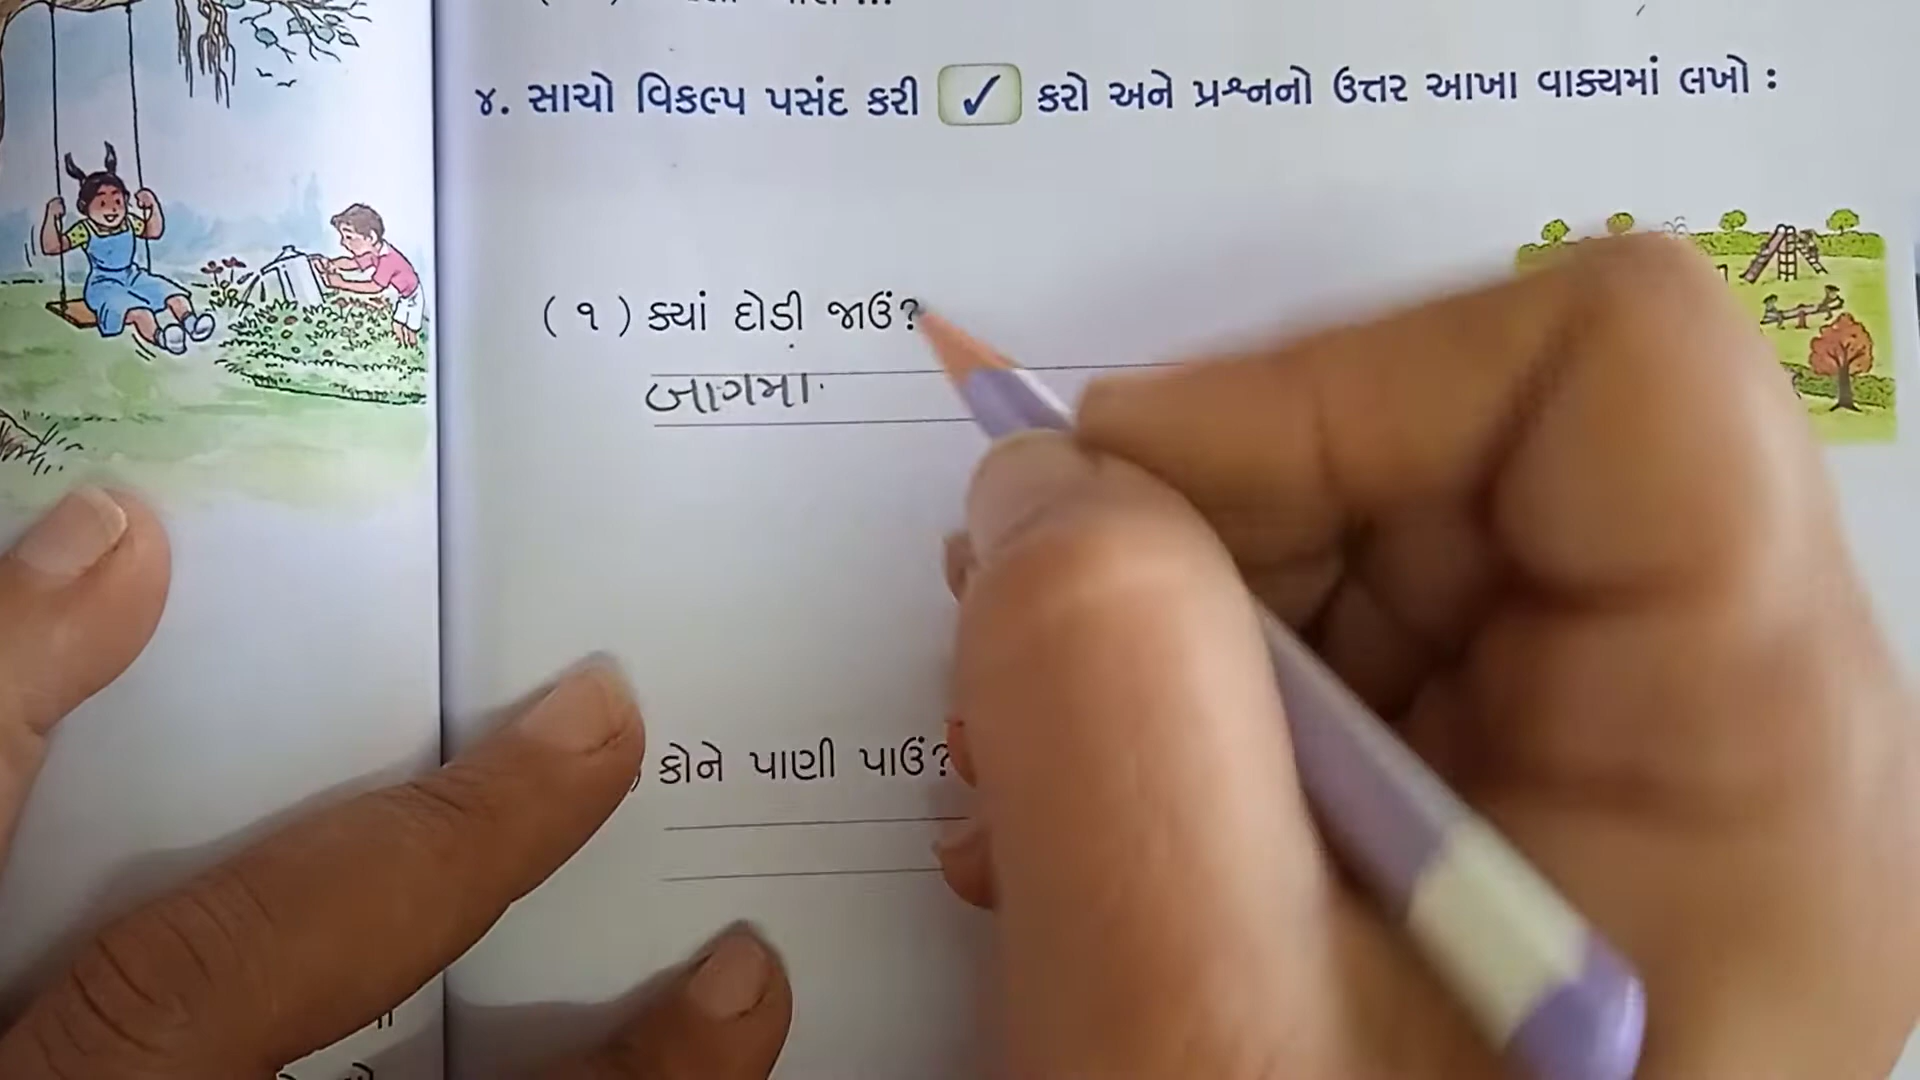 ૪. સાચો વિકલ્પ પસંદ કરી ✓ કરો અને પ્રશ્નનો ઉત્તર આખા વાક્યમાં લખો :
(૧) ક્યાં દોડી જાઉં?
બાગમાં
કોને પાણી પાઉં?